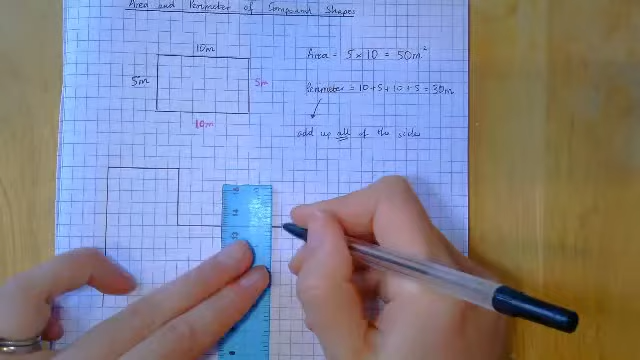 Area and Perimeter of Compound Shapes
10m
Area = 5 × 10 = 50m²
5m
5m
Perimeter = 10 + 5 + 10 + 5 = 30m
10m
add up all of the sides